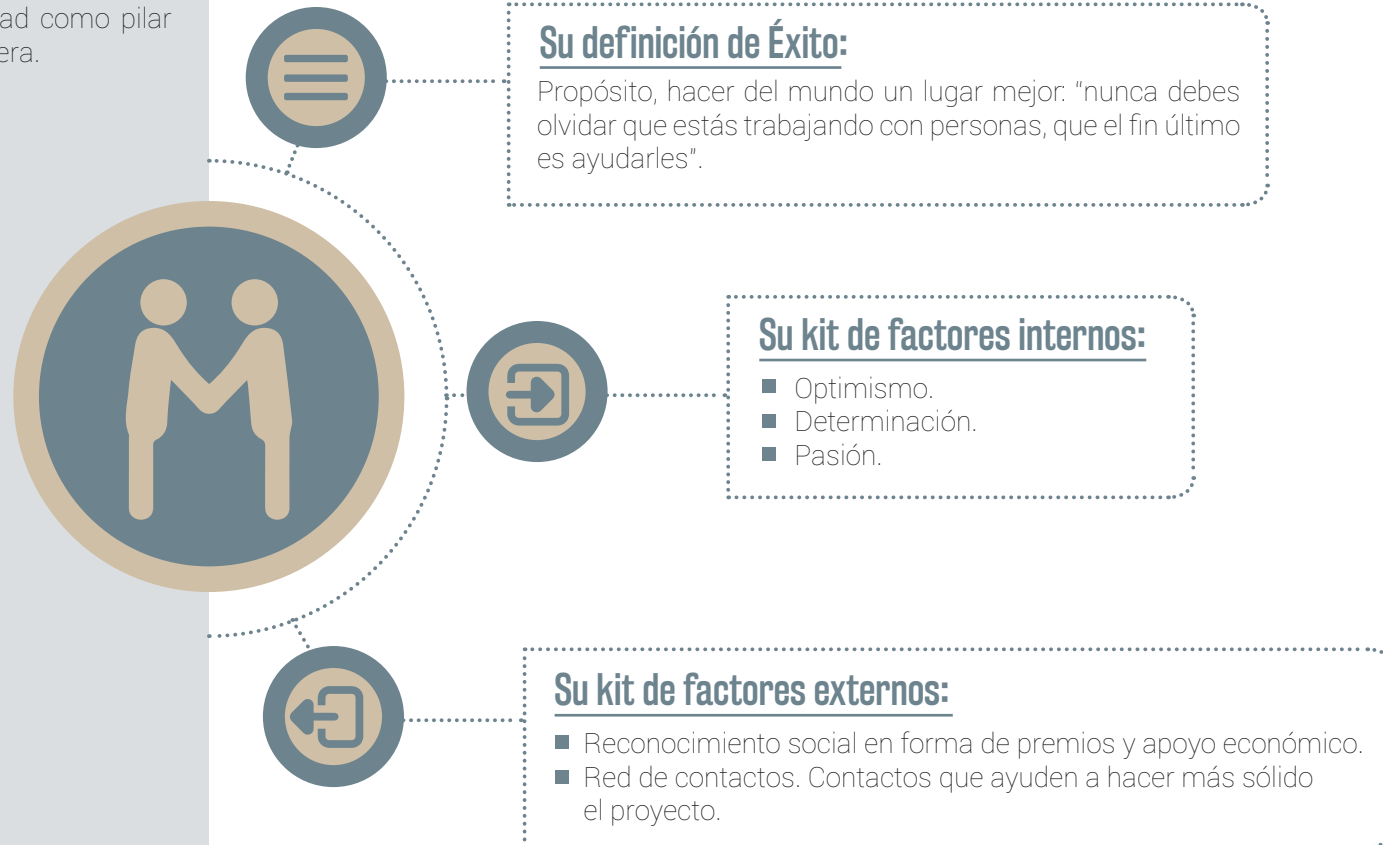 ad como pilar
era.
Su definición de Éxito:
Propósito, hacer del mundo un lugar mejor: "nunca debes
olvidar que estás trabajando con personas, que el fin último
es ayudarles".
Su kit de factores internos:
Optimismo.
Determinación.
Pasión.
Su kit de factores externos:
Reconocimiento social en forma de premios y apoyo económico.
Red de contactos. Contactos que ayuden a hacer más sólido
el proyecto.